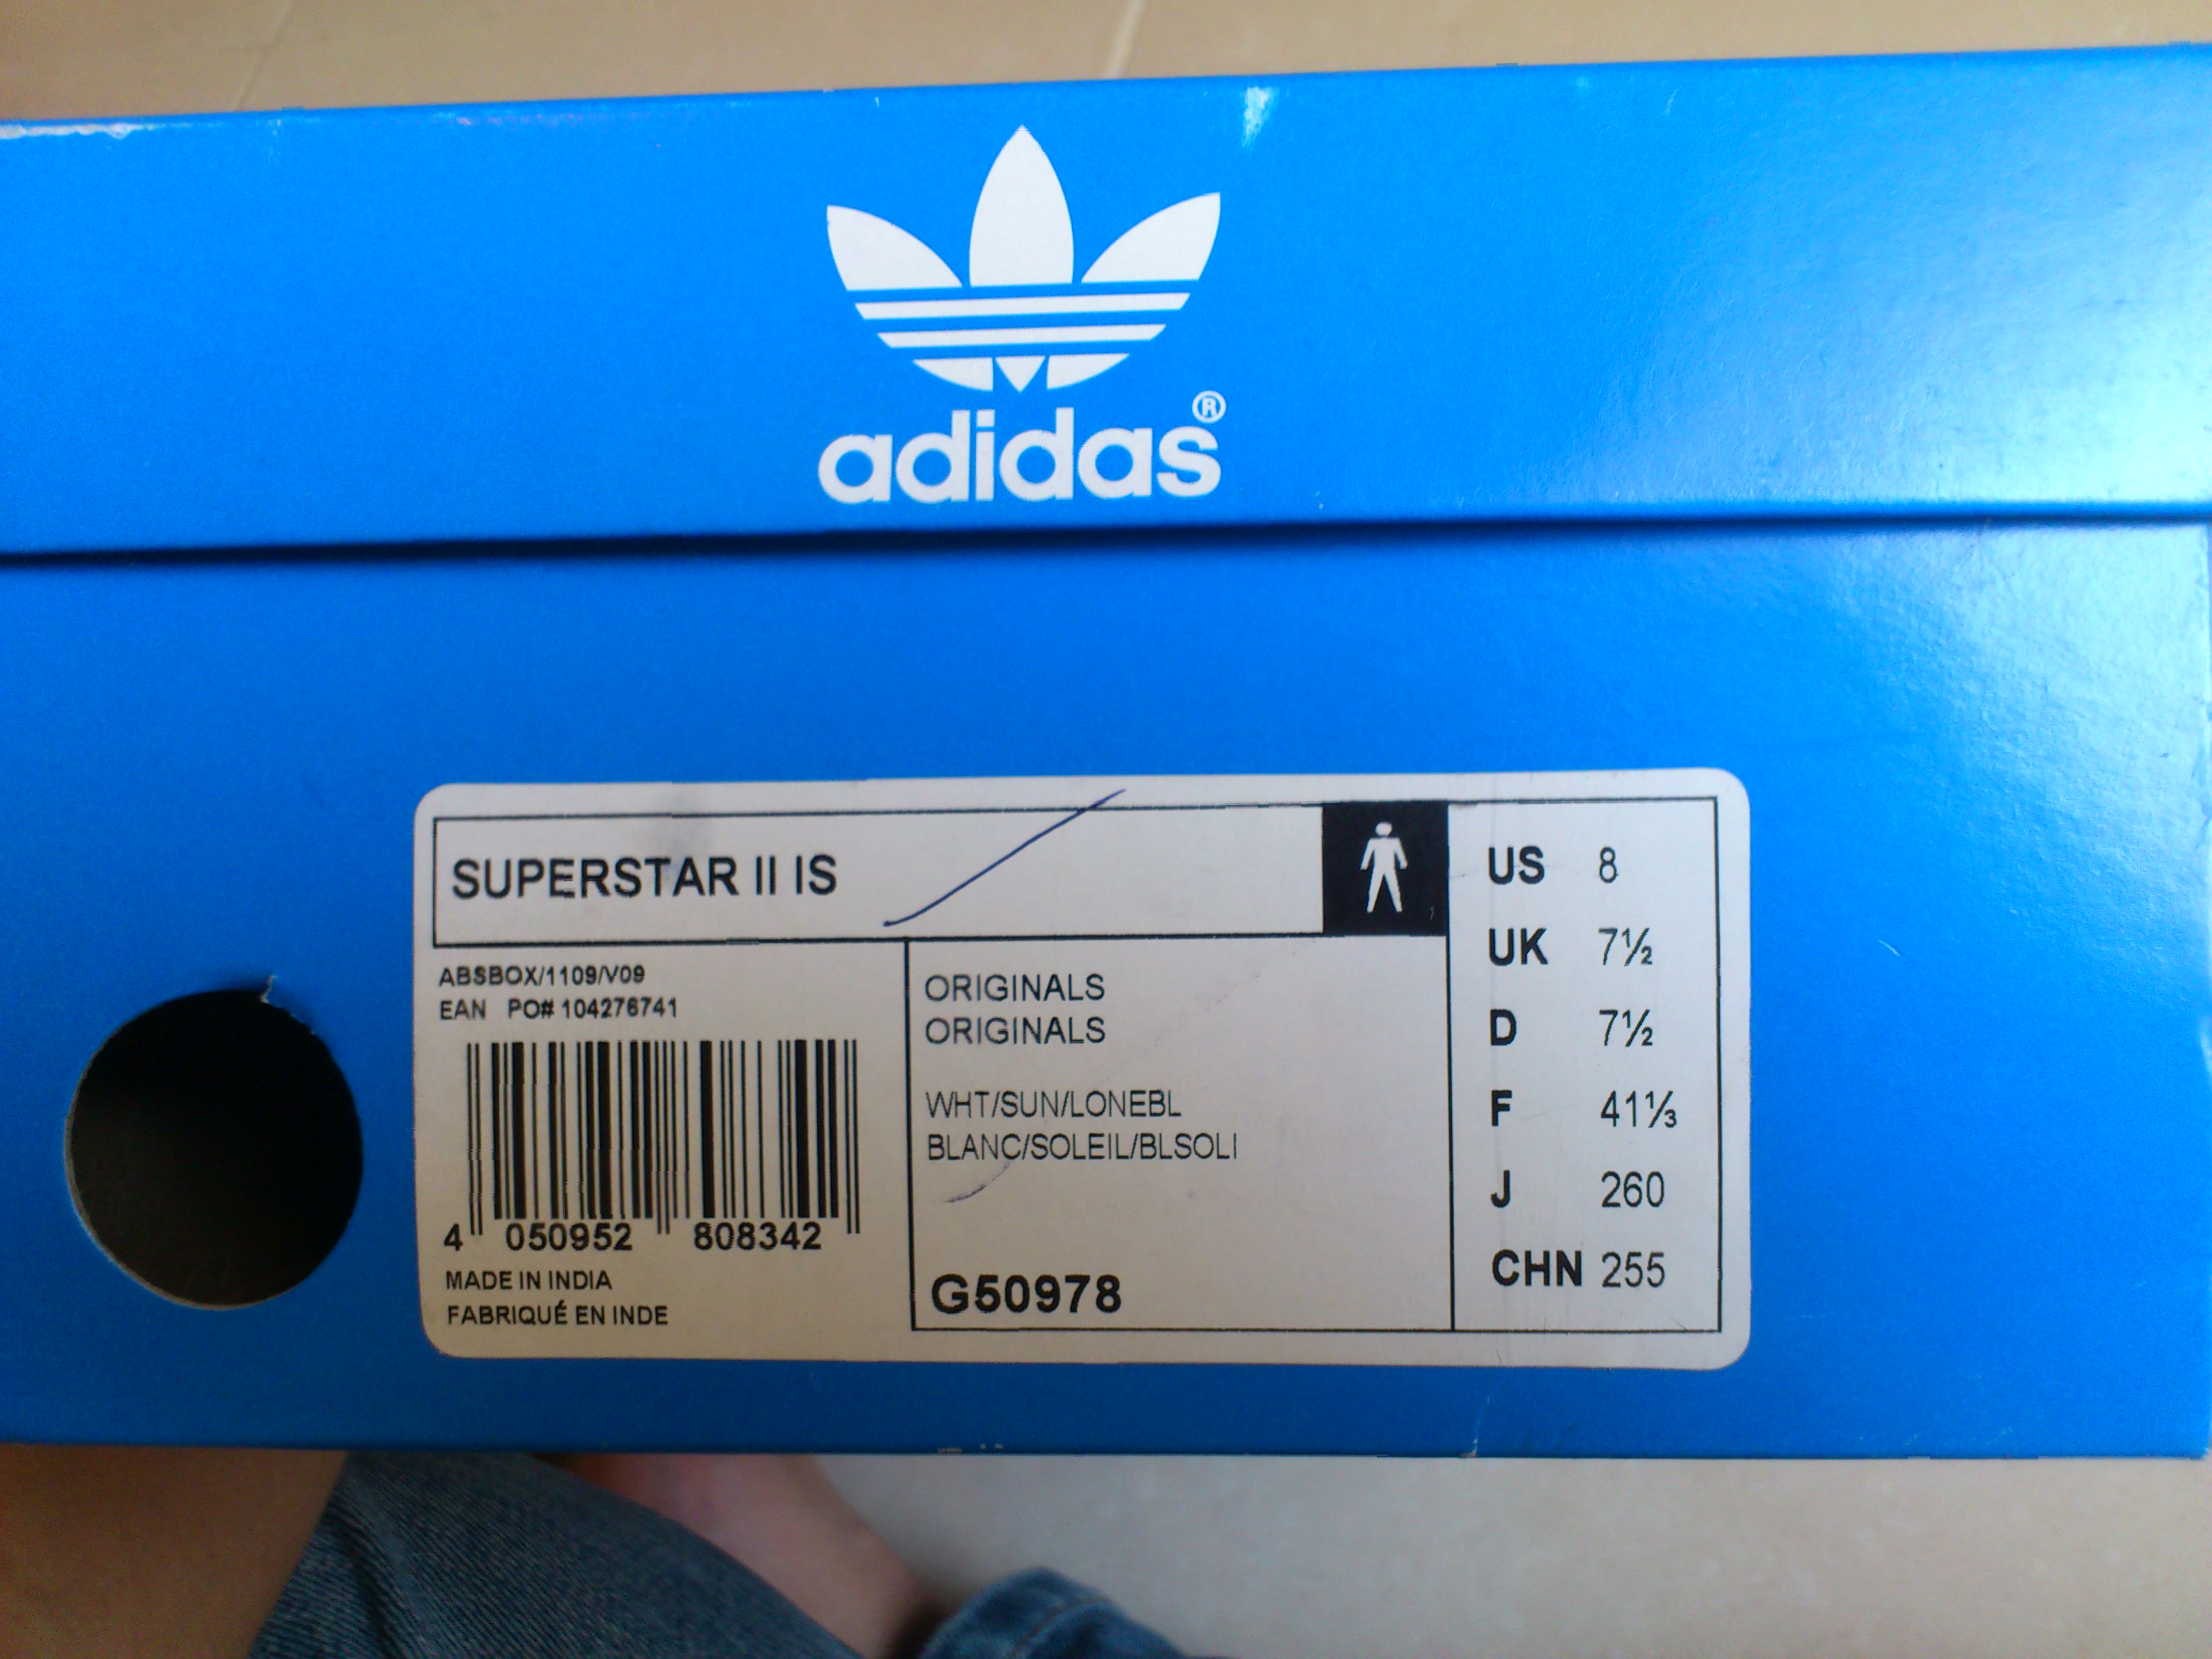 adidas®
SUPERSTAR II IS
ABSBOX/1109/V09
EAN PO# 104276741
4 050952 808342
MADE IN INDIA
FABRIQUÉ EN INDE
ORIGINALS
ORIGINALS
WHT/SUN/LONEBL
BLANC/SOLEIL/BLSOLI
G50978
US 8
UK 7½
D 7½
F 41⅓
J 260
CHN 255